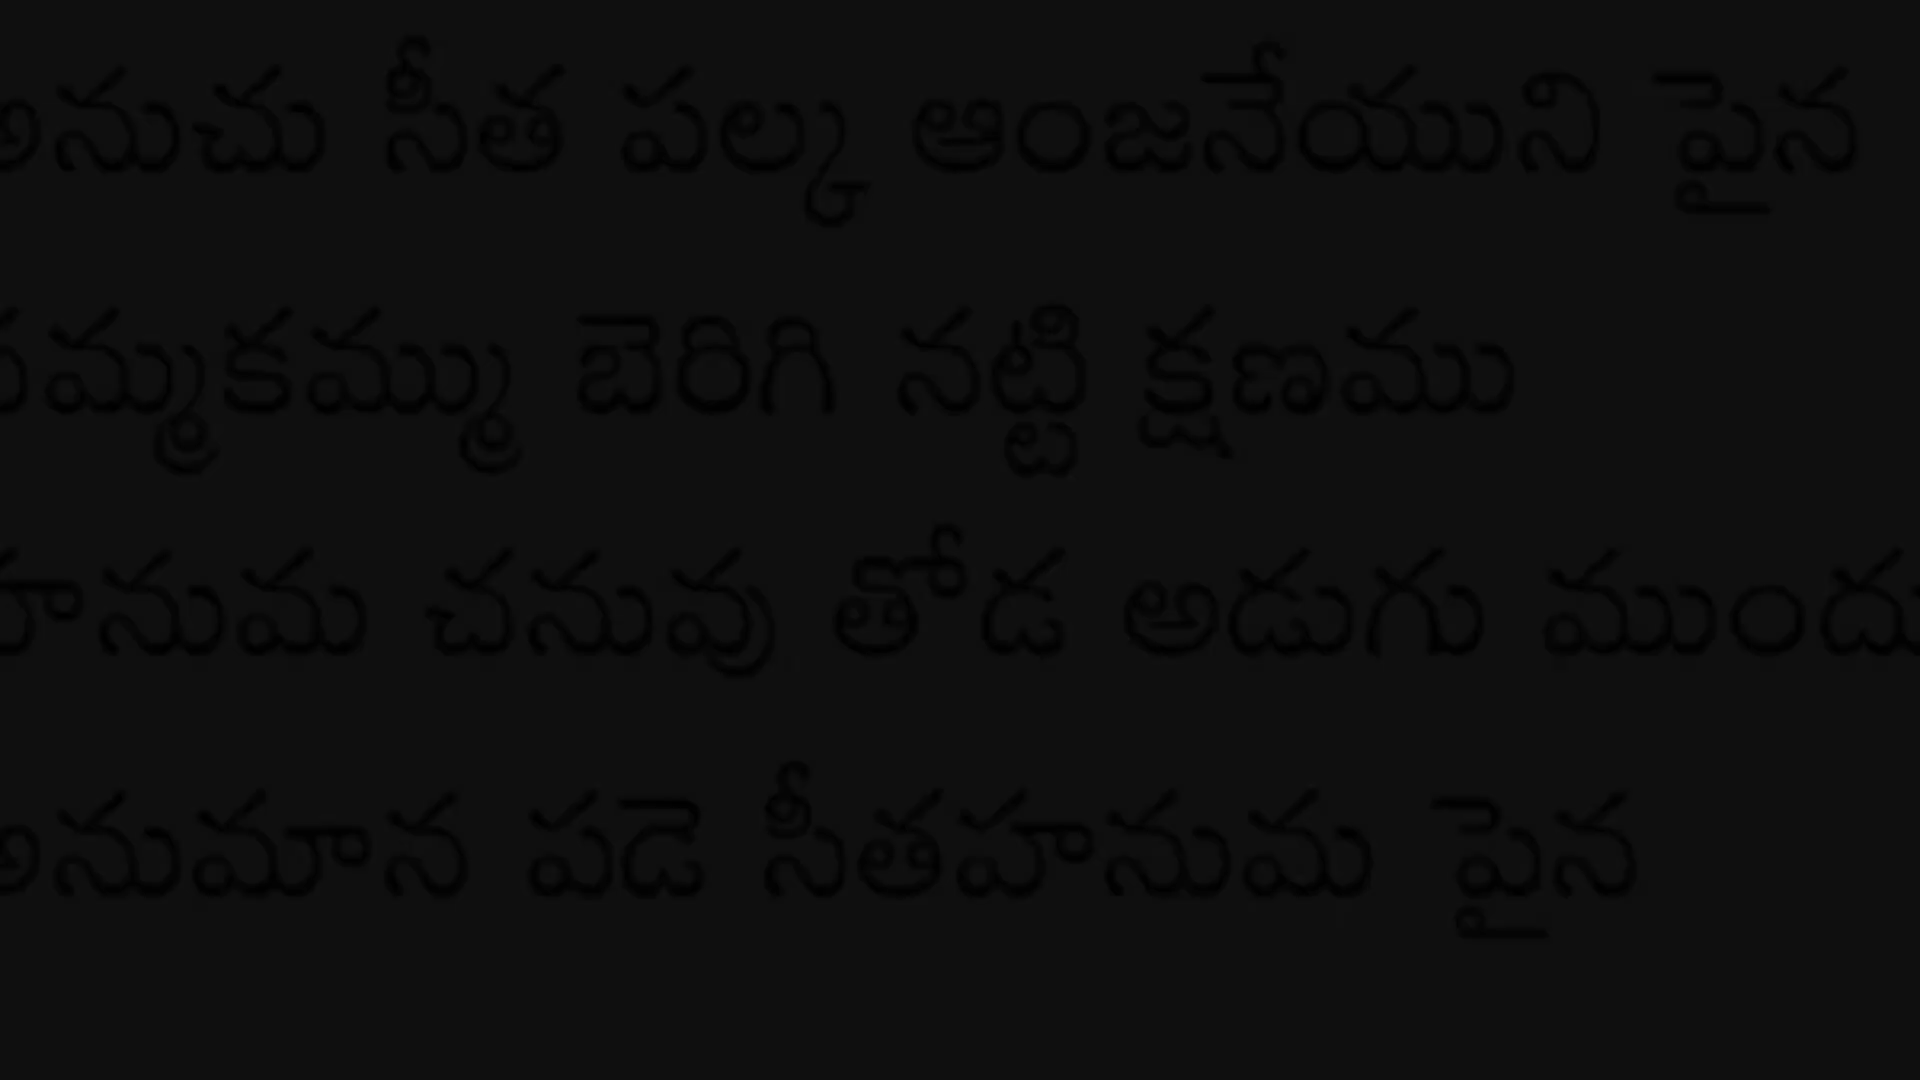 అనుచు సీత పల్క ఆంజనేయుని పైన
నమ్మకమ్ము బెరిగి నట్టి క్షణము
హనుమ చనువు తోడ అడుగు ముందు
అనుమాన పడె సీతహనుమ పైన